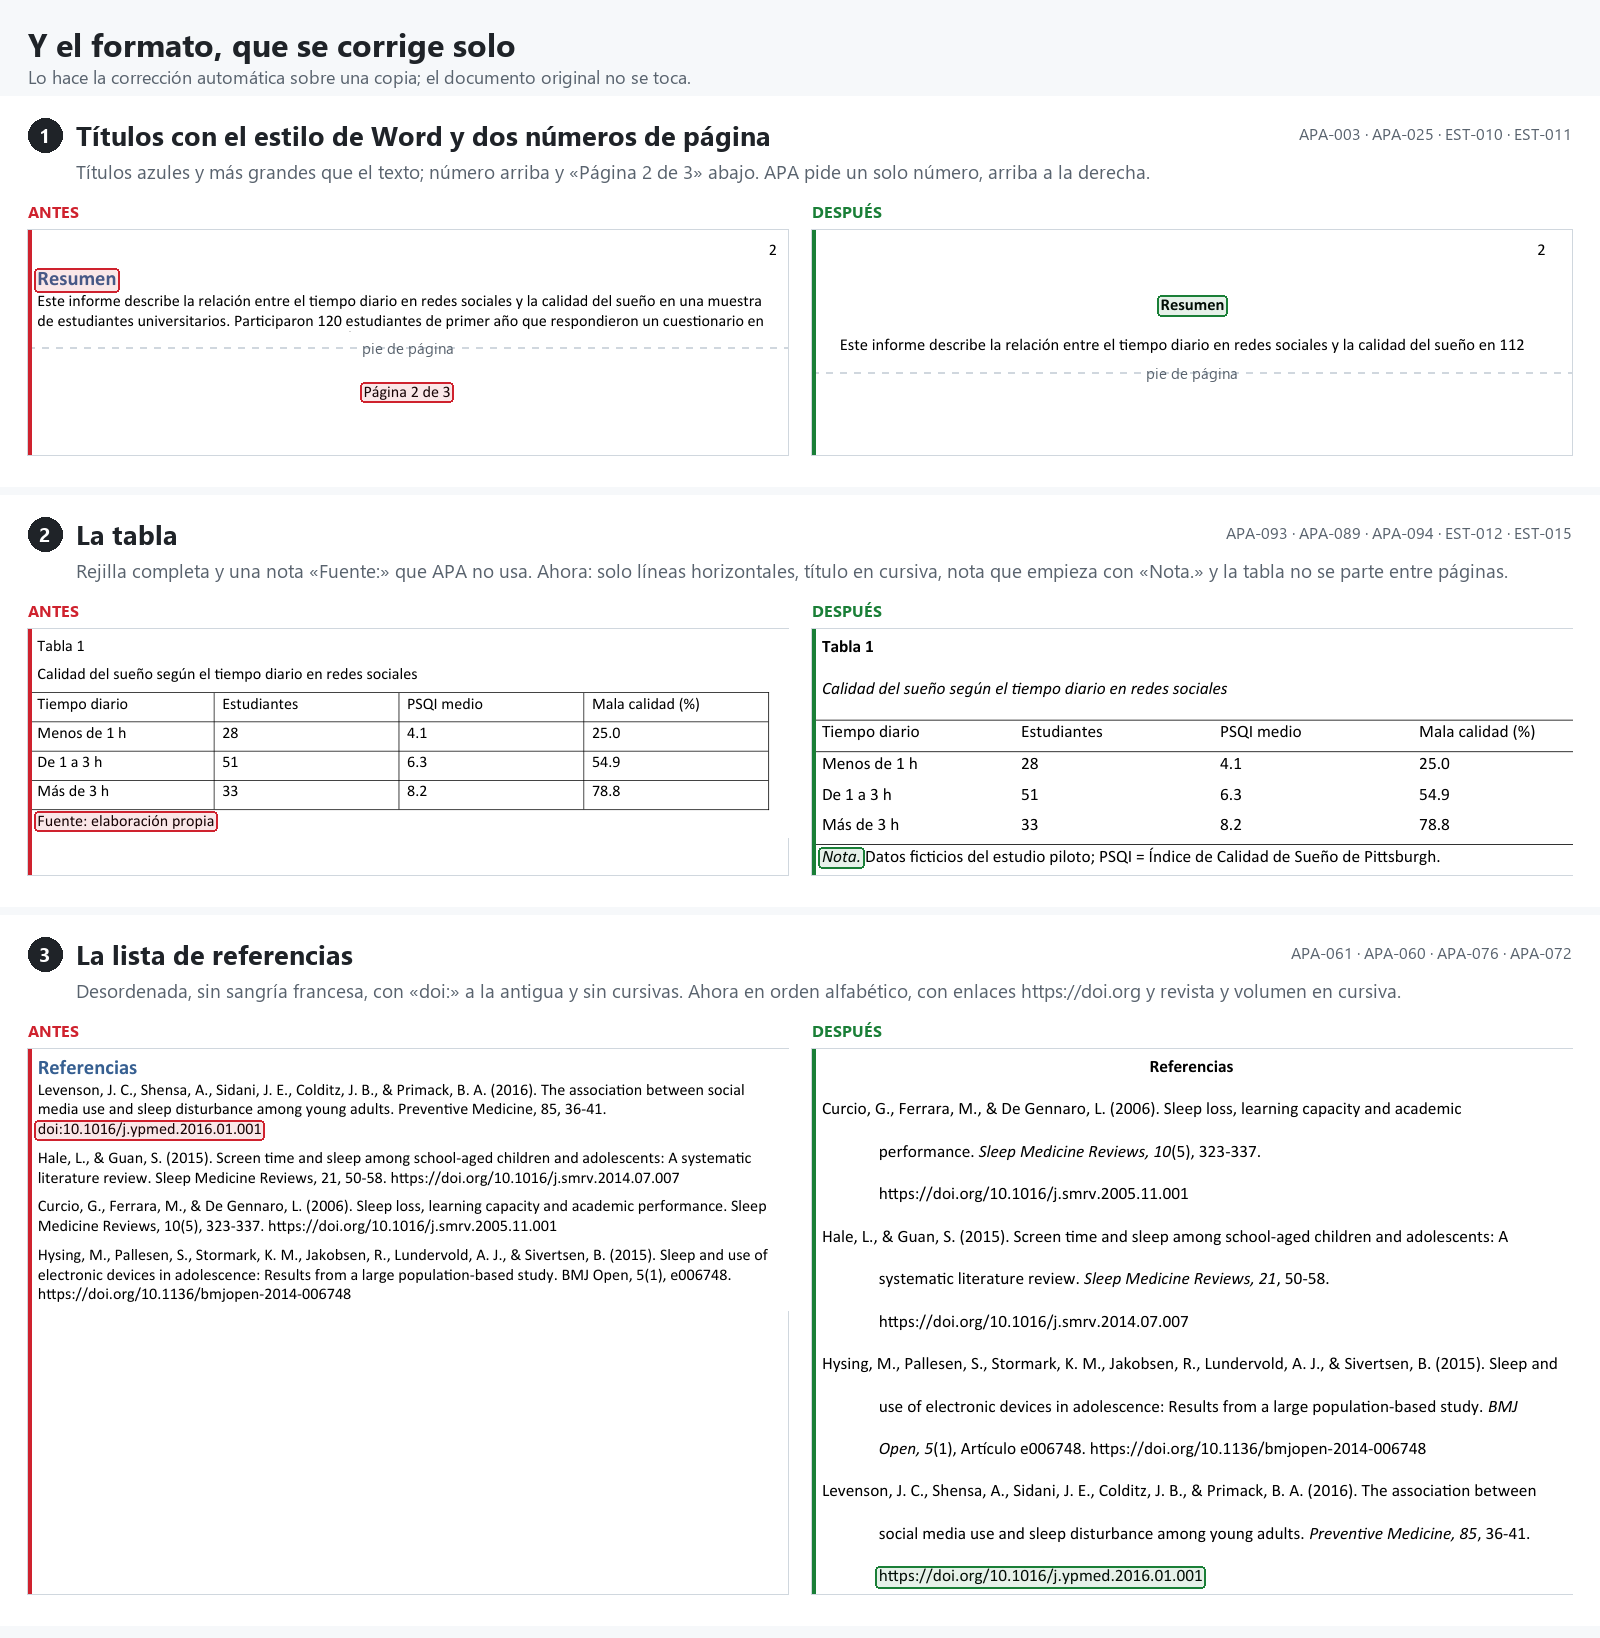 Y el formato, que se corrige solo
Lo hace la corrección automática sobre una copia; el documento original no se toca.
1 Títulos con el estilo de Word y dos números de página
APA-003 · APA-025 · EST-010 · EST-011
Títulos azules y más grandes que el texto; número arriba y «Página 2 de 3» abajo. APA pide un solo número, arriba a la derecha.
ANTES
2
Resumen
Este informe describe la relación entre el tiempo diario en redes sociales y la calidad del sueño en una muestra
de estudiantes universitarios. Participaron 120 estudiantes de primer año que respondieron un cuestionario en
pie de página
Página 2 de 3
DESPUÉS
2
Resumen
Este informe describe la relación entre el tiempo diario en redes sociales y la calidad del sueño en 112
pie de página
2 La tabla
APA-093 · APA-089 · APA-094 · EST-012 · EST-015
Rejilla completa y una nota «Fuente:» que APA no usa. Ahora: solo líneas horizontales, título en cursiva, nota que empieza con «Nota.» y la tabla no se parte entre páginas.
ANTES
Tabla 1
Calidad del sueño según el tiempo diario en redes sociales
Tiempo diario Estudiantes PSQI medio Mala calidad (%)
Menos de 1 h 28 4.1 25.0
De 1 a 3 h 51 6.3 54.9
Más de 3 h 33 8.2 78.8
Fuente: elaboración propia
DESPUÉS
Tabla 1
Calidad del sueño según el tiempo diario en redes sociales
Tiempo diario Estudiantes PSQI medio Mala calidad (%)
Menos de 1 h 28 4.1 25.0
De 1 a 3 h 51 6.3 54.9
Más de 3 h 33 8.2 78.8
Nota. Datos ficticios del estudio piloto; PSQI = Índice de Calidad de Sueño de Pittsburgh.
3 La lista de referencias
APA-061 · APA-060 · APA-076 · APA-072
Desordenada, sin sangría francesa, con «doi:» a la antigua y sin cursivas. Ahora en orden alfabético, con enlaces https://doi.org y revista y volumen en cursiva.
ANTES
Referencias
Levenson, J. C., Shensa, A., Sidani, J. E., Colditz, J. B., & Primack, B. A. (2016). The association between social
media use and sleep disturbance among young adults. Preventive Medicine, 85, 36-41.
doi:10.1016/j.ypmed.2016.01.001
Hale, L., & Guan, S. (2015). Screen time and sleep among school-aged children and adolescents: A systematic
literature review. Sleep Medicine Reviews, 21, 50-58. https://doi.org/10.1016/j.smrv.2014.07.007
Curcio, G., Ferrara, M., & De Gennaro, L. (2006). Sleep loss, learning capacity and academic performance. Sleep
Medicine Reviews, 10(5), 323-337. https://doi.org/10.1016/j.smrv.2005.11.001
Hysing, M., Pallesen, S., Stormark, K. M., Jakobsen, R., Lundervold, A. J., & Sivertsen, B. (2015). Sleep and use of
electronic devices in adolescence: Results from a large population-based study. BMJ Open, 5(1), e006748.
https://doi.org/10.1136/bmjopen-2014-006748
DESPUÉS
Referencias
Curcio, G., Ferrara, M., & De Gennaro, L. (2006). Sleep loss, learning capacity and academic
performance. Sleep Medicine Reviews, 10(5), 323-337.
https://doi.org/10.1016/j.smrv.2005.11.001
Hale, L., & Guan, S. (2015). Screen time and sleep among school-aged children and adolescents: A
systematic literature review. Sleep Medicine Reviews, 21, 50-58.
https://doi.org/10.1016/j.smrv.2014.07.007
Hysing, M., Pallesen, S., Stormark, K. M., Jakobsen, R., Lundervold, A. J., & Sivertsen, B. (2015). Sleep and
use of electronic devices in adolescence: Results from a large population-based study. BMJ
Open, 5(1), Artículo e006748. https://doi.org/10.1136/bmjopen-2014-006748
Levenson, J. C., Shensa, A., Sidani, J. E., Colditz, J. B., & Primack, B. A. (2016). The association between
social media use and sleep disturbance among young adults. Preventive Medicine, 85, 36-41.
https://doi.org/10.1016/j.ypmed.2016.01.001